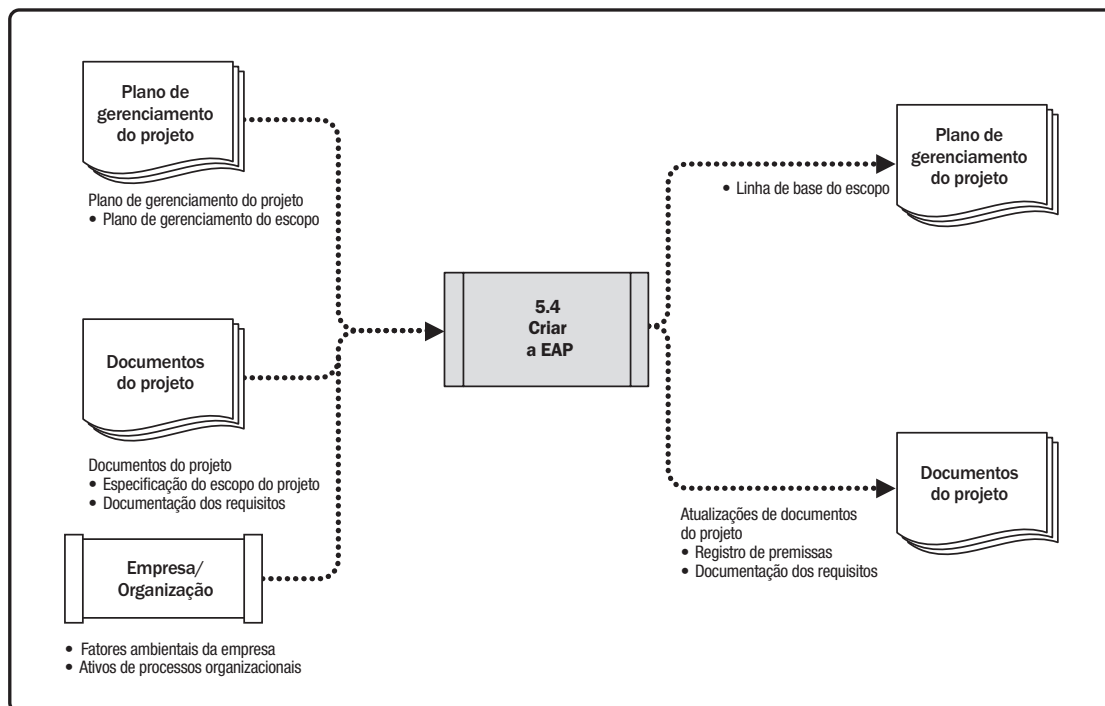 Plano de
gerenciamento
do projeto
Plano de gerenciamento do projeto
• Plano de gerenciamento do escopo
Documentos
do projeto
Documentos do projeto
• Especificação do escopo do projeto
• Documentação dos requisitos
Empresa/
Organização
• Fatores ambientais da empresa
• Ativos de processos organizacionais
5.4
Criar
a EAP
Plano de
gerenciamento
do projeto
• Linha de base do escopo
Documentos
do projeto
Atualizações de documentos
do projeto
• Registro de premissas
• Documentação dos requisitos